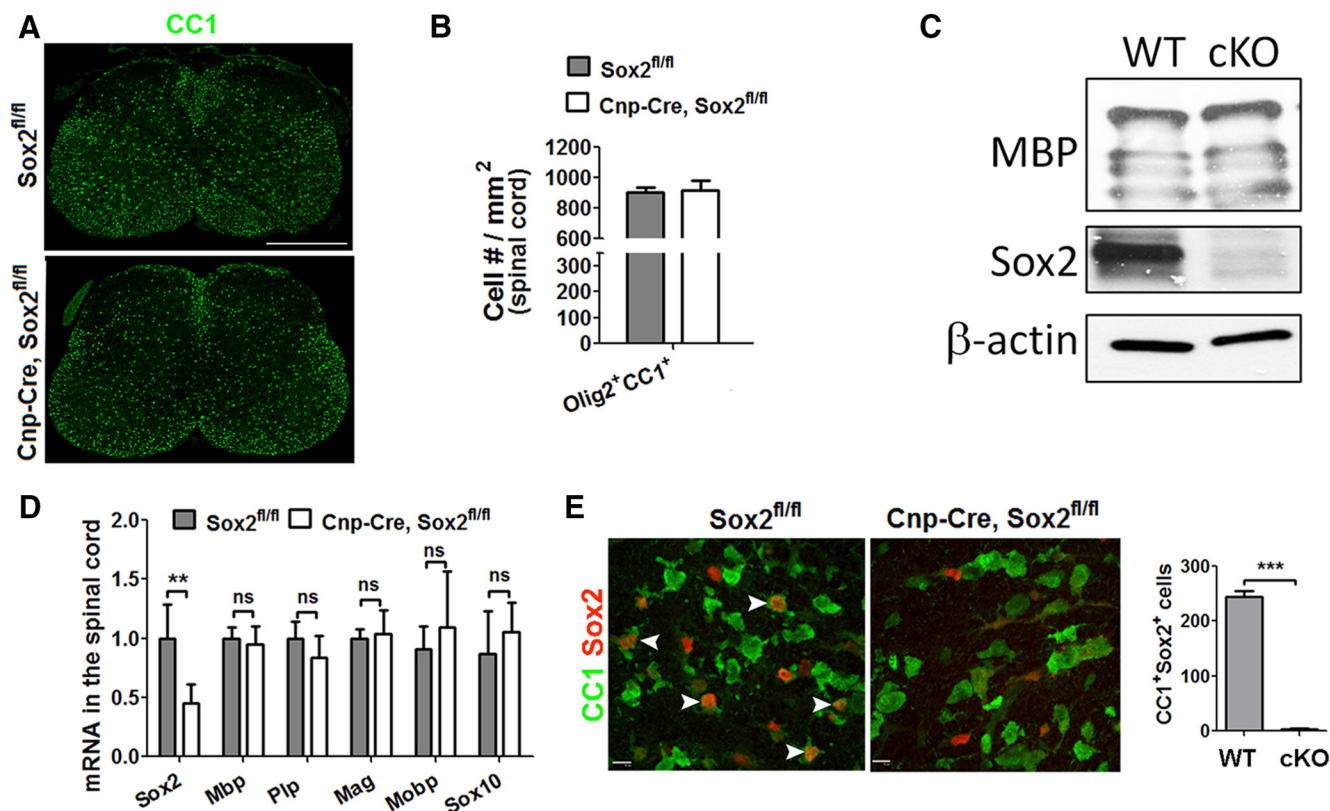 A
CC1
Sox2fl/fl
Cnp-Cre, Sox2fl/fl
B
Sox2fl/fl
Cnp-Cre, Sox2fl/fl
Cell # / mm2
(spinal cord)
1200
1000
800
600
300
200
100
0
Olig2+CC1+
C
WT cKO
MBP
Sox2
β-actin
D
Sox2fl/fl Cnp-Cre, Sox2fl/fl
mRNA in the spinal cord
2.0
1.5
1.0
0.5
0.0
** ns ns ns ns ns
Sox2 Mbp Plp Mag Mobp Sox10
E
Sox2fl/fl Cnp-Cre, Sox2fl/fl
CC1 Sox2
CC1+Sox2+ cells
300
200
100
0
***
WT cKO